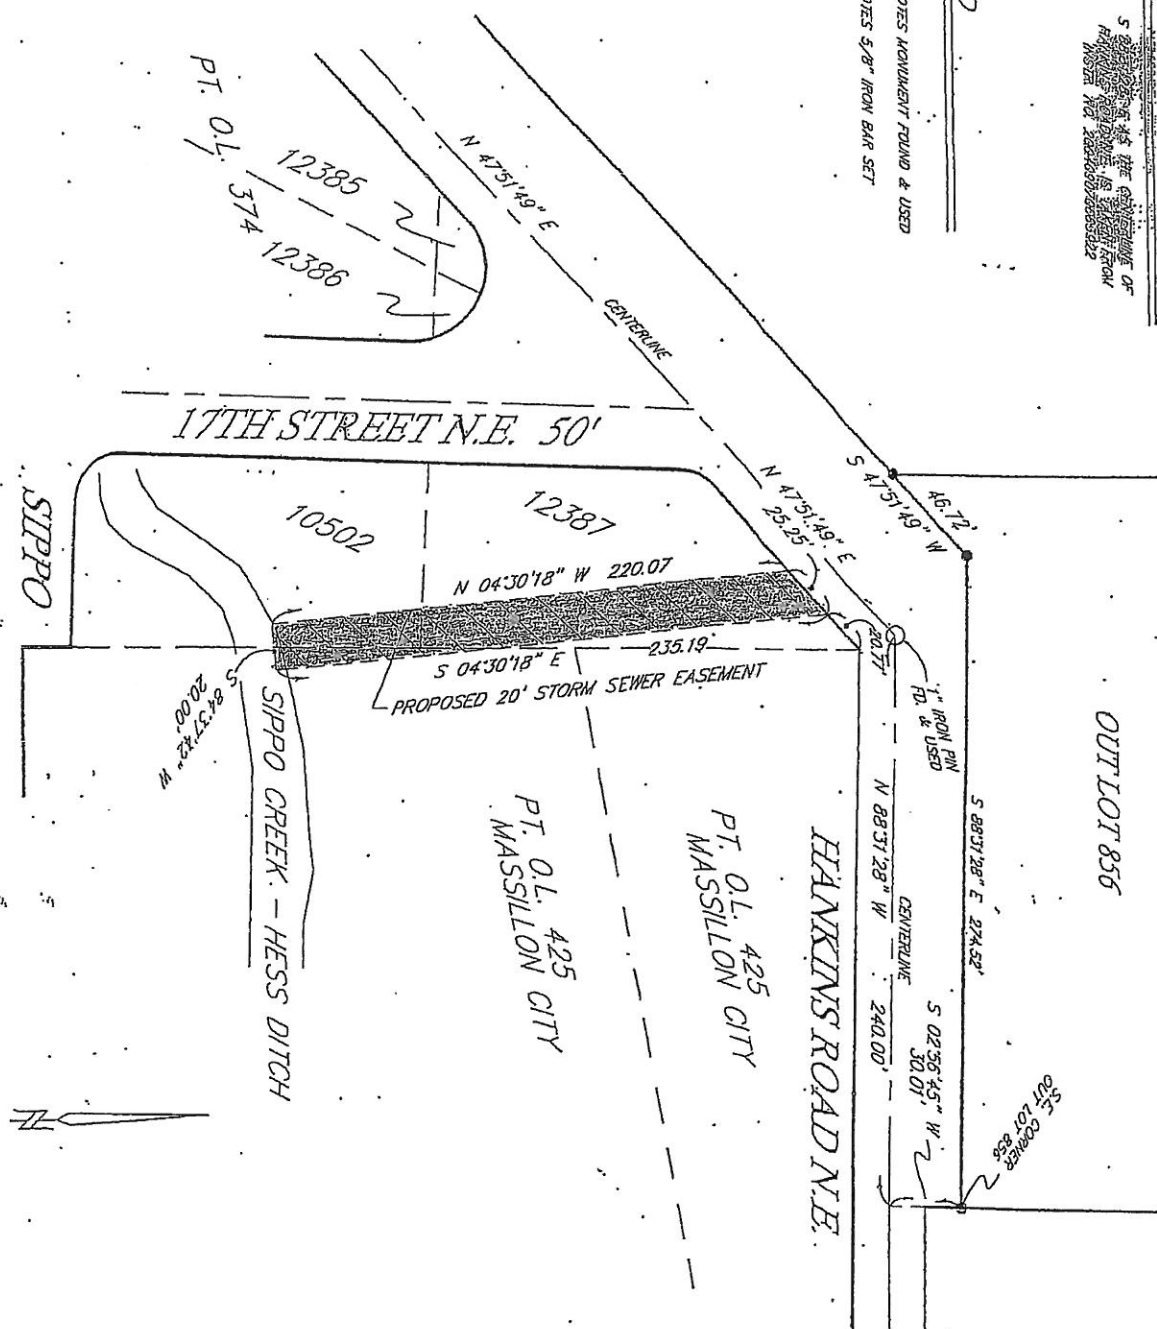 OTES MONUMENT FOUND & USED
OTES 5/8" IRON BAR SET
PT. O.L. 374
12385
12386
N 47°51'49" E
CENTERLINE
17TH STREET N.E. 50'
SIPPO
10502
12387
N 47°51'49" E
25.25'
S 47°51'49" W
46.72'
N 04°30'18" W 220.07
S 04°30'18" E 235.19'
PROPOSED 20' STORM SEWER EASEMENT
20.77'
1" IRON PIN
FD. & USED
S 84°37'42" W
20.00'
SIPPO CREEK - HESS DITCH
PT. O.L. 425
MASSILLON CITY
PT. O.L. 425
MASSILLON CITY
HANKINS ROAD N.E.
N 88°31'28" W 240.00'
CENTERLINE
S 88°31'28" E 274.52'
OUT LOT 856
S 02°56'45" W
30.01'
S.E. CORNER
OUT LOT 856
N